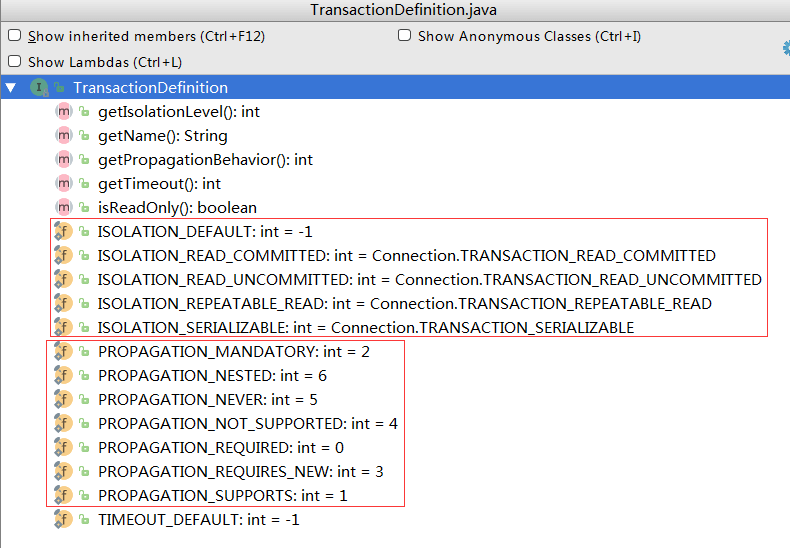 TransactionDefinition.java
Show inherited members (Ctrl+F12) Show Anonymous Classes (Ctrl+I)
Show Lambdas (Ctrl+L)
I TransactionDefinition
m getIsolationLevel(): int
m getName(): String
m getPropagationBehavior(): int
m getTimeout(): int
m isReadOnly(): boolean
f ISOLATION_DEFAULT: int = -1
f ISOLATION_READ_COMMITTED: int = Connection.TRANSACTION_READ_COMMITTED
f ISOLATION_READ_UNCOMMITTED: int = Connection.TRANSACTION_READ_UNCOMMITTED
f ISOLATION_REPEATABLE_READ: int = Connection.TRANSACTION_REPEATABLE_READ
f ISOLATION_SERIALIZABLE: int = Connection.TRANSACTION_SERIALIZABLE
f PROPAGATION_MANDATORY: int = 2
f PROPAGATION_NESTED: int = 6
f PROPAGATION_NEVER: int = 5
f PROPAGATION_NOT_SUPPORTED: int = 4
f PROPAGATION_REQUIRED: int = 0
f PROPAGATION_REQUIRES_NEW: int = 3
f PROPAGATION_SUPPORTS: int = 1
f TIMEOUT_DEFAULT: int = -1